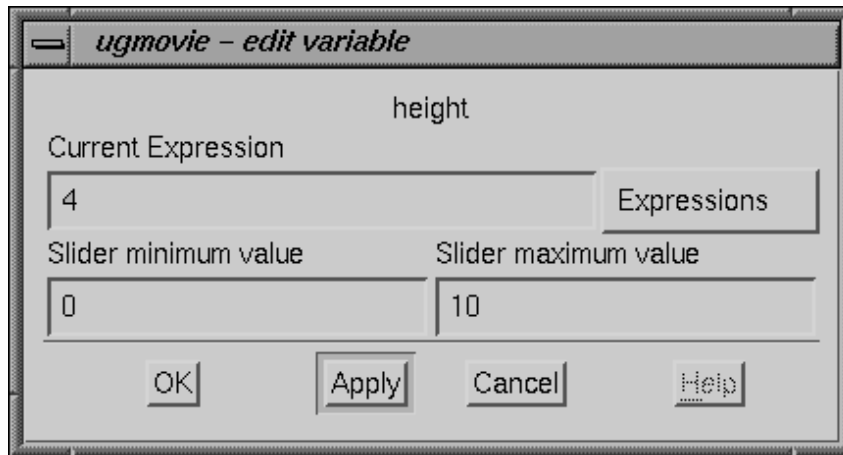 ugmovie – edit variable
height
Current Expression
4 Expressions
Slider minimum value Slider maximum value
0 10
OK Apply Cancel Help